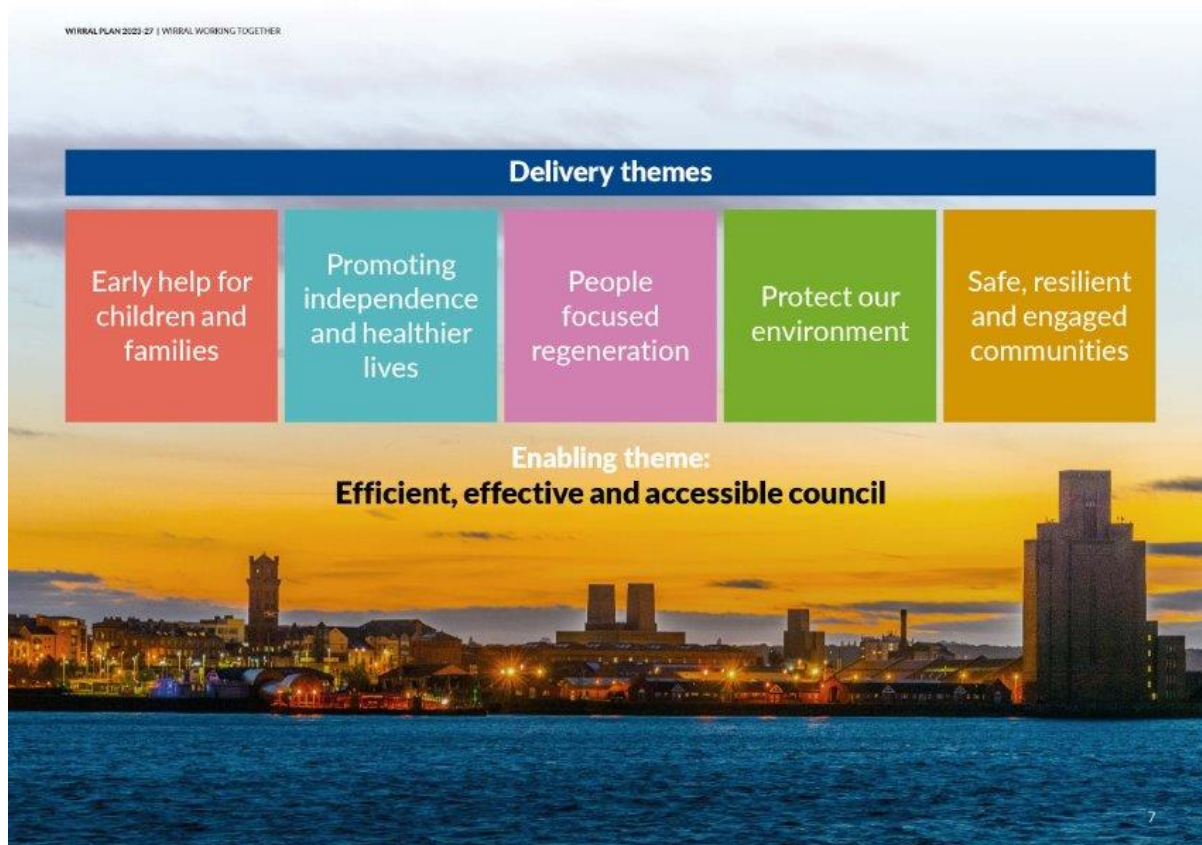 WIRRAL PLAN 2023-27 | WIRRAL WORKING TOGETHER
Delivery themes
Early help for
children and
families
Promoting
independence
and healthier
lives
People
focused
regeneration
Protect our
environment
Safe, resilient
and engaged
communities
Enabling theme:
Efficient, effective and accessible council
7